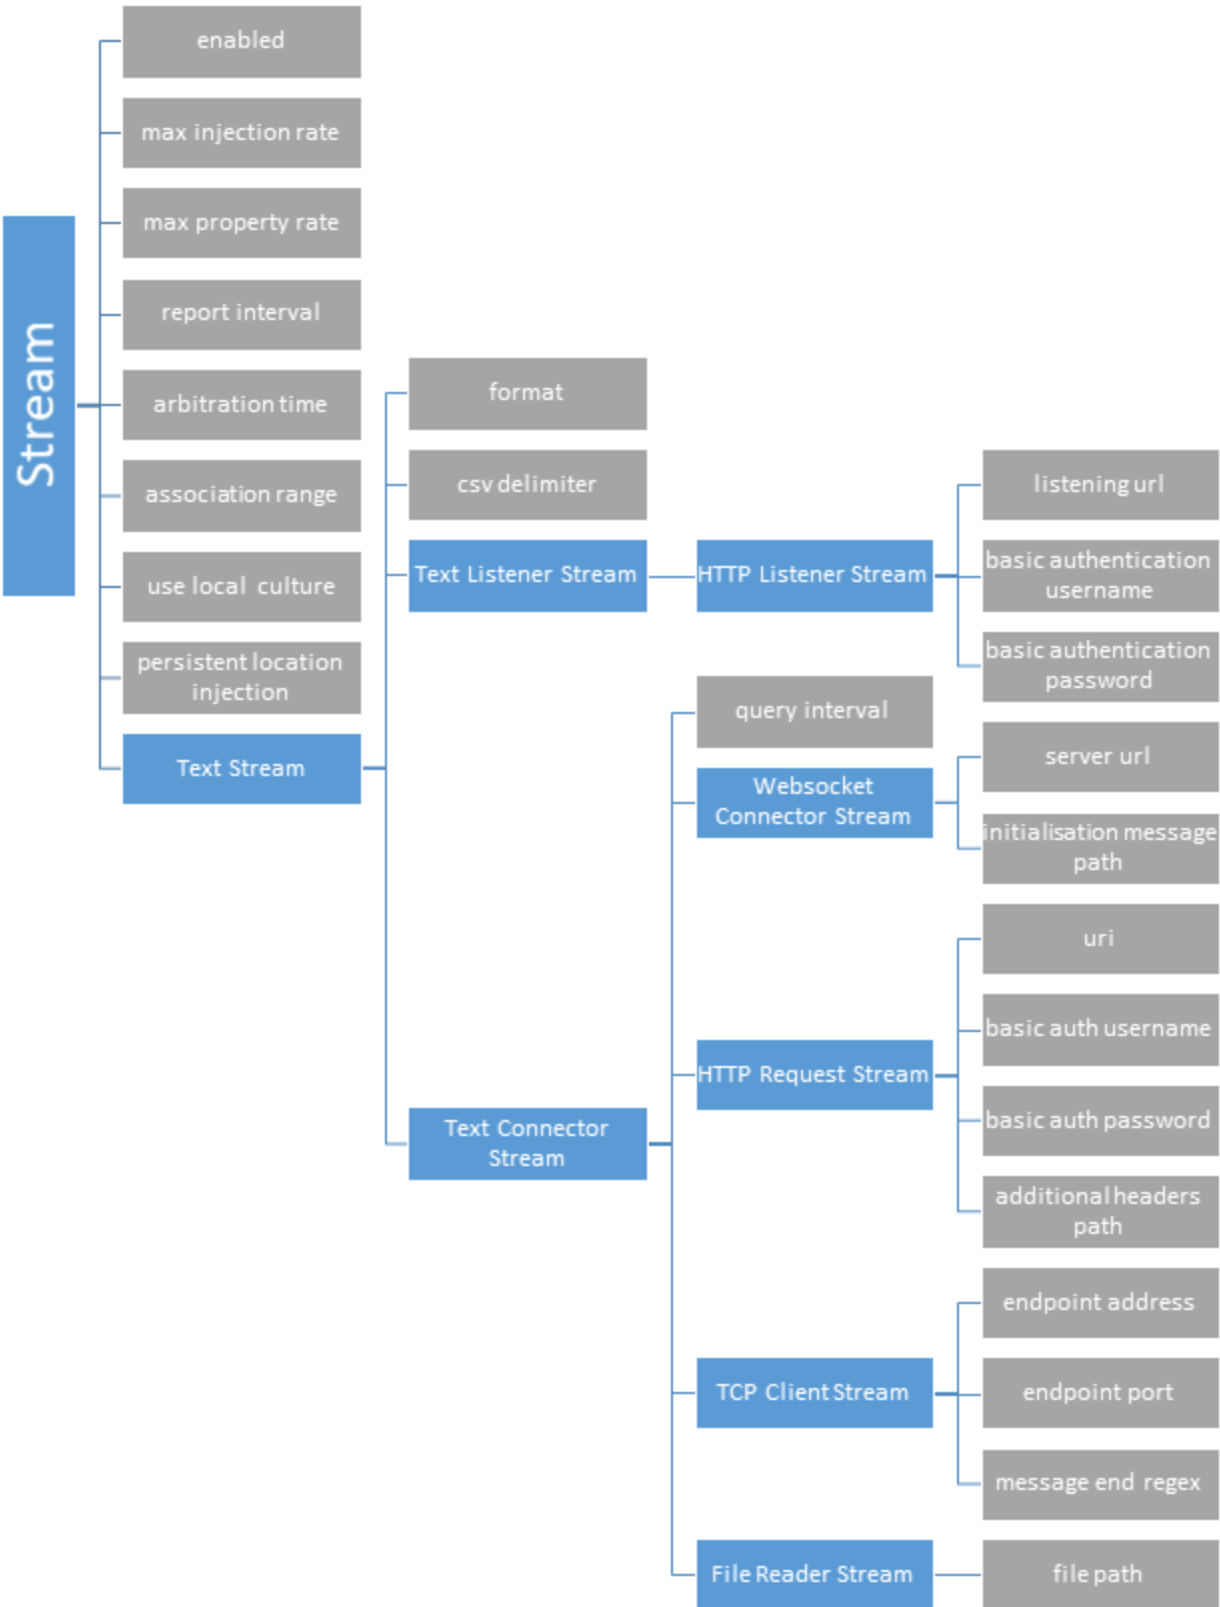 Stream
enabled
max injection rate
max property rate
report interval
arbitration time
association range
use local culture
persistent location
injection
Text Stream
format
csv delimiter
Text Listener Stream
HTTP Listener Stream
listening url
basic authentication
username
basic authentication
password
Text Connector
Stream
query interval
Websocket
Connector Stream
server url
initialisation message
path
HTTP Request Stream
uri
basic auth username
basic auth password
additional headers
path
TCP Client Stream
endpoint address
endpoint port
message end regex
File Reader Stream
file path